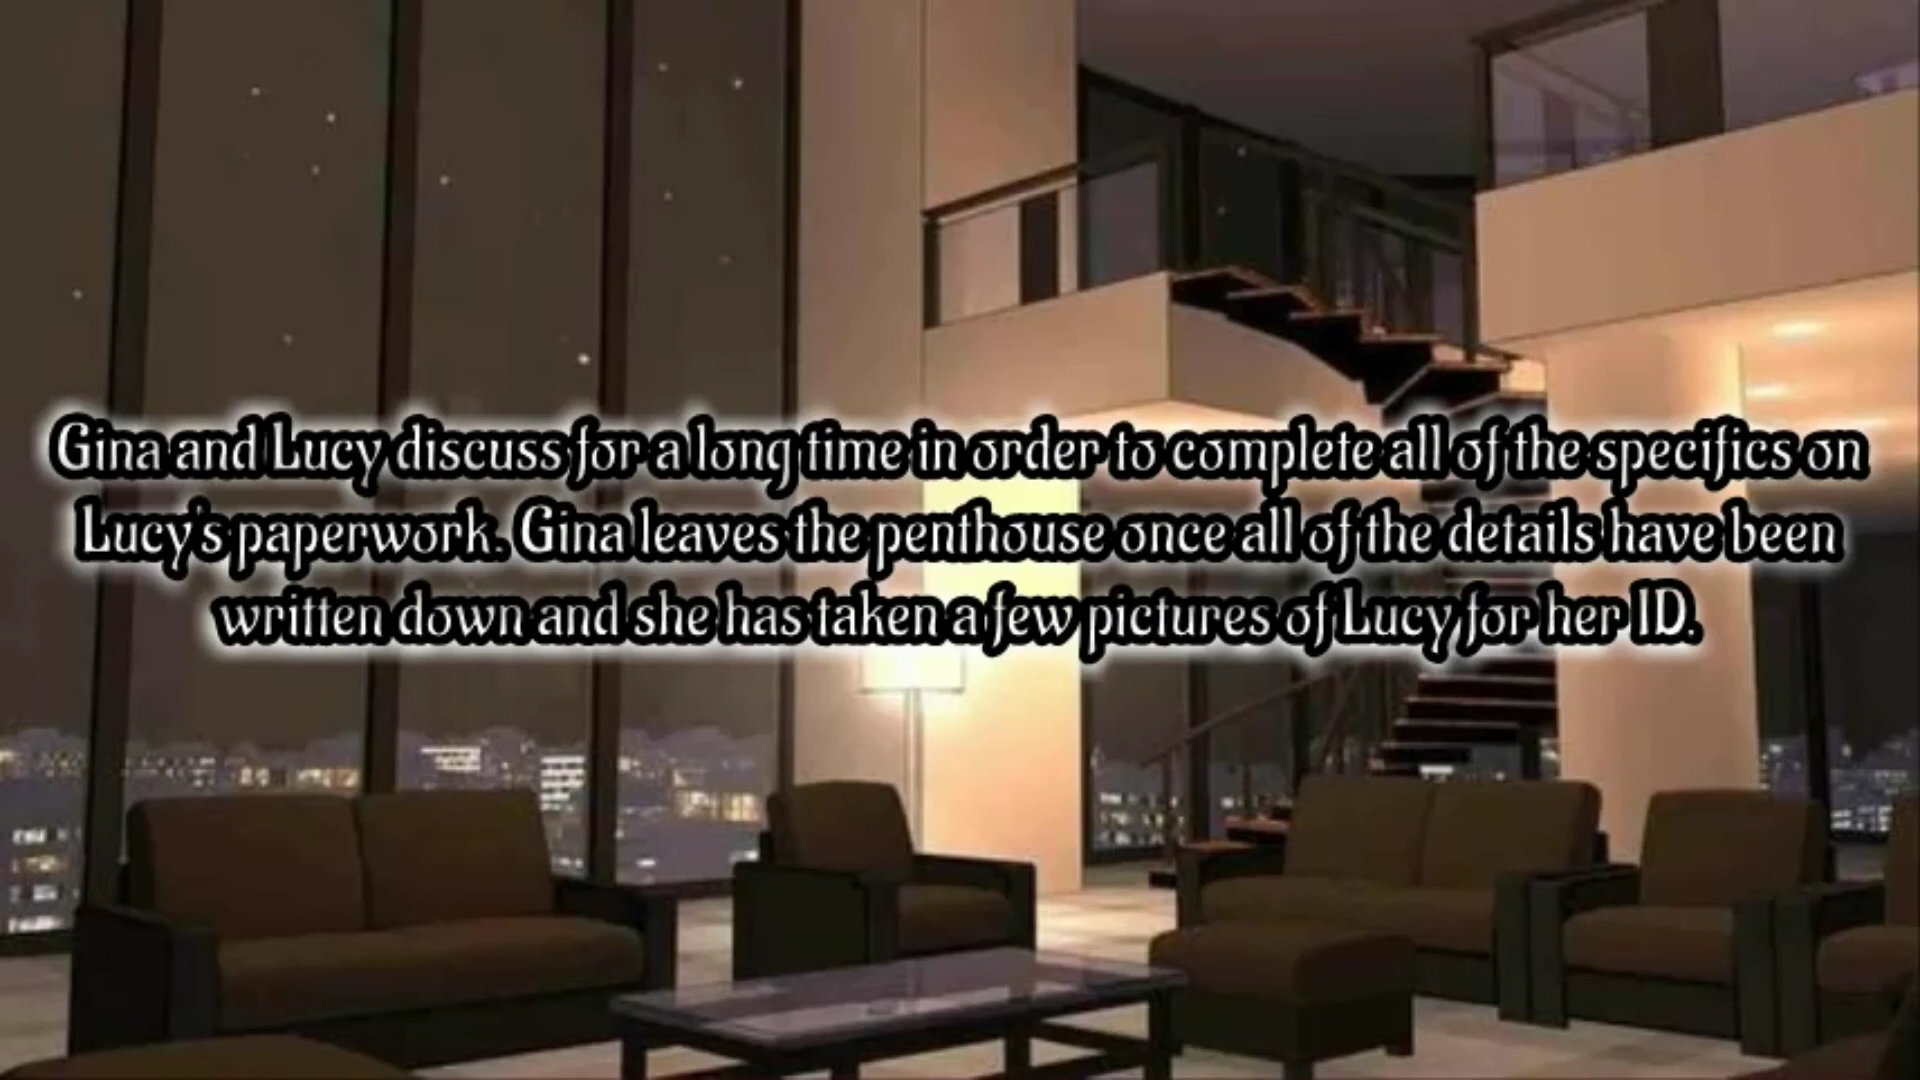 Gina and Lucy discuss for a long time in order to complete all of the specifics on
Lucy's paperwork. Gina leaves the penthouse once all of the details have been
written down and she has taken a few pictures of Lucy for her ID.